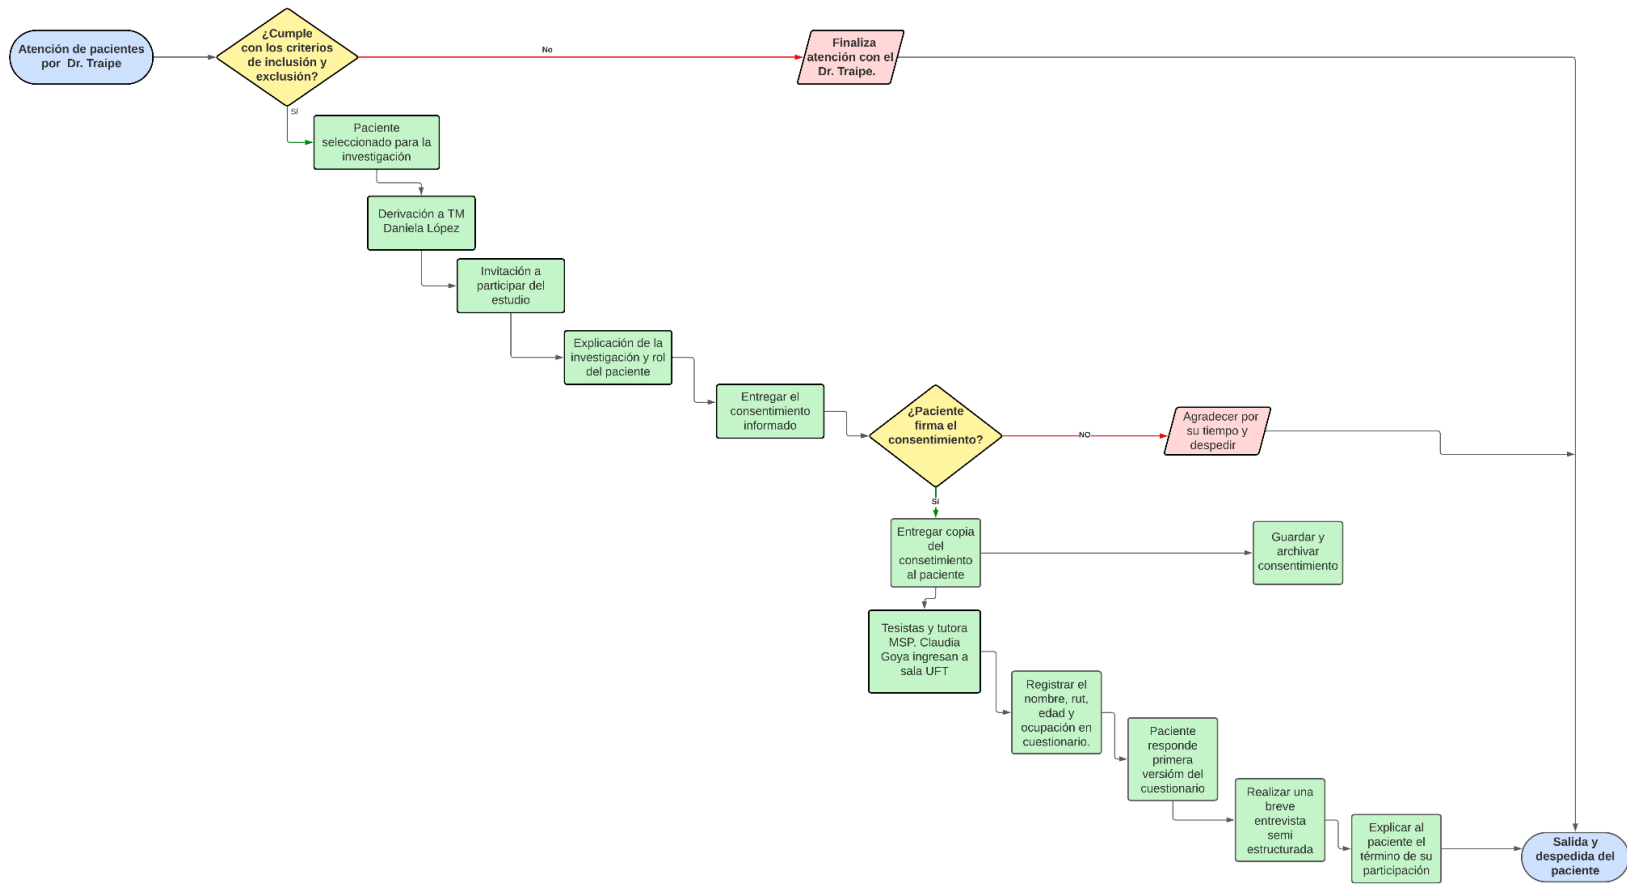 Atención de pacientes
por Dr. Traipe
¿Cumple
con los criterios
de inclusión y
exclusión?
No
Finaliza
atención con el
Dr. Traipe.
Sí
Paciente
seleccionado para la
investigación
Derivación a TM
Daniela López
Invitación a
participar del
estudio
Explicación de la
investigación y rol
del paciente
Entregar el
consentimiento
informado
¿Paciente
firma el
consentimiento?
NO
Agradecer por
su tiempo y
despedir
Sí
Entregar copia
del
consetimiento
al paciente
Guardar y
archivar
consentimiento
Tesistas y tutora
MSP. Claudia
Goya ingresan a
sala UFT
Registrar el
nombre, rut,
edad y
ocupación en
cuestionario.
Paciente
responde
primera
versióm del
cuestionario
Realizar una
breve
entrevista
semi
estructurada
Explicar al
paciente el
término de su
participación
Salida y
despedida del
paciente